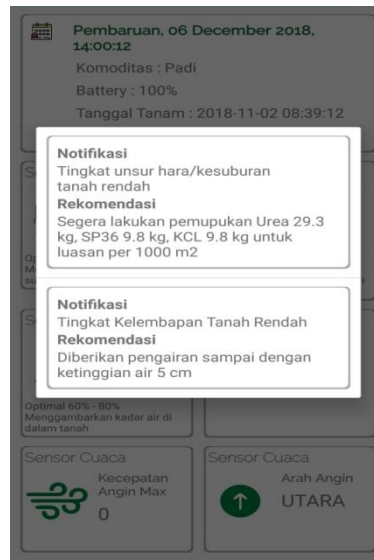 Pembaruan, 06 December 2018,
14:00:12
Komoditas : Padi
Battery : 100%
Tanggal Tanam : 2018-11-02 08:39:12
Notifikasi
Tingkat unsur hara/kesuburan
tanah rendah
Rekomendasi
Segera lakukan pemupukan Urea 29.3
kg, SP36 9.8 kg, KCL 9.8 kg untuk
luasan per 1000 m2
Notifikasi
Tingkat Kelembapan Tanah Rendah
Rekomendasi
Diberikan pengairan sampai dengan
ketinggian air 5 cm
Optimal 60% - 80%
Menggambarkan kadar air di
dalam tanah
Sensor Cuaca
Kecepatan
Angin Max
0
Sensor Cuaca
Arah Angin
UTARA